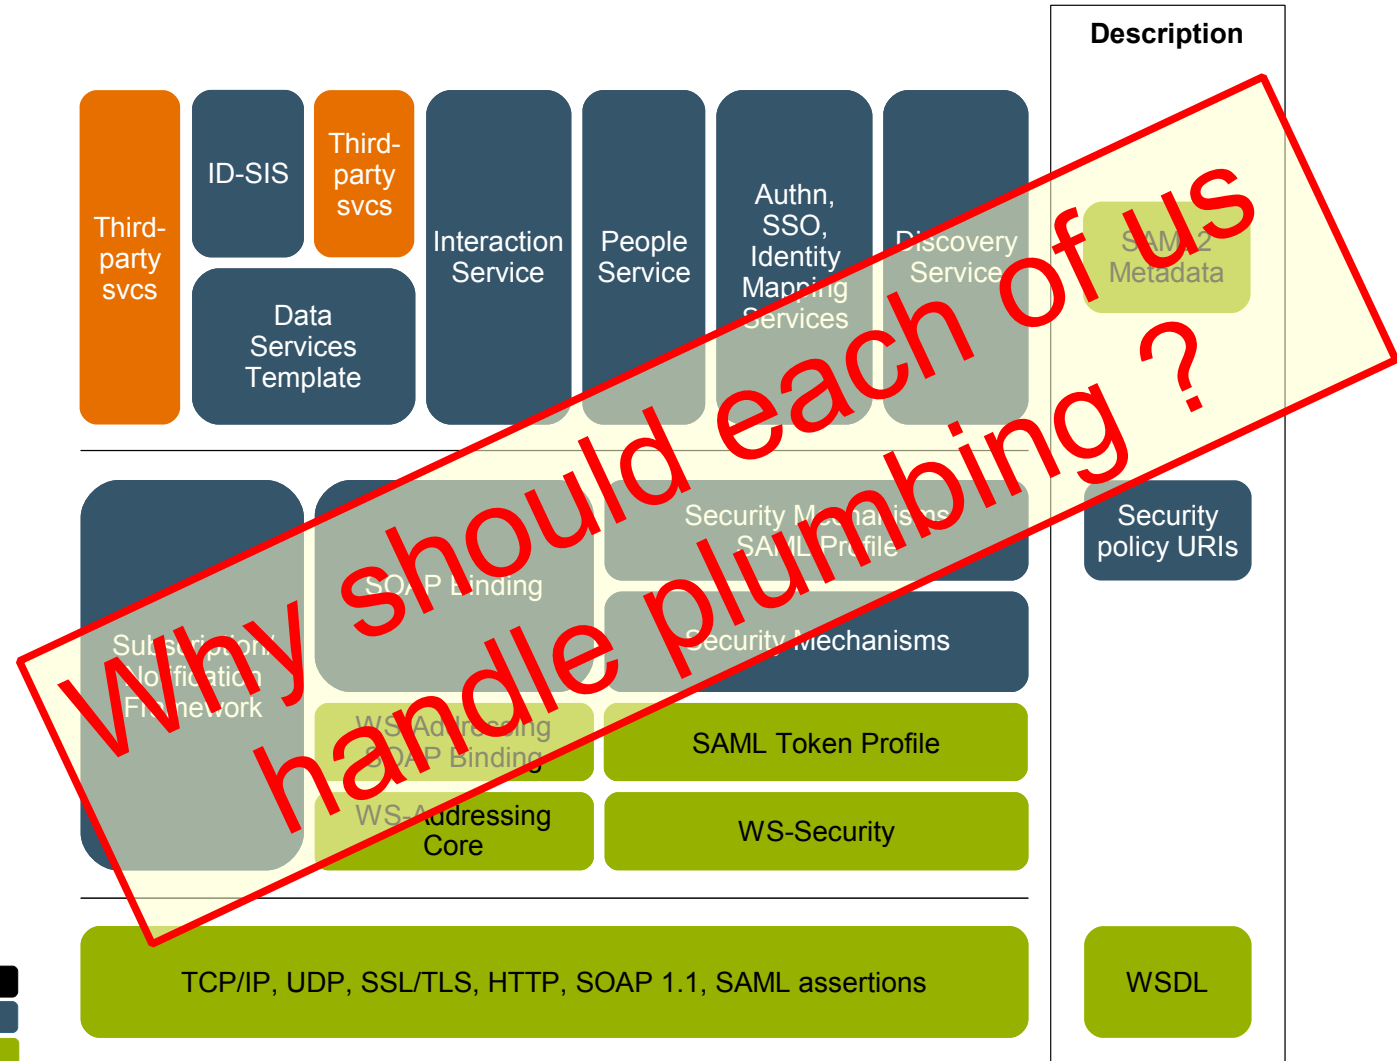 Description
Third-
party
svcs
ID-SIS
Third-
party
svcs
Data
Services
Template
Interaction
Service
People
Service
Authn,
SSO,
Identity
Mapping
Services
Discovery
Service
SAML2
Metadata
Why should each of us
handle plumbing ?
Subscription/
Notification
Framework
SOAP Binding
Security Mechanisms
SAML Profile
Security policy URIs
Security Mechanisms
WS-Addressing
SOAP Binding
SAML Token Profile
WS-Addressing
Core
WS-Security
TCP/IP, UDP, SSL/TLS, HTTP, SOAP 1.1, SAML assertions
WSDL